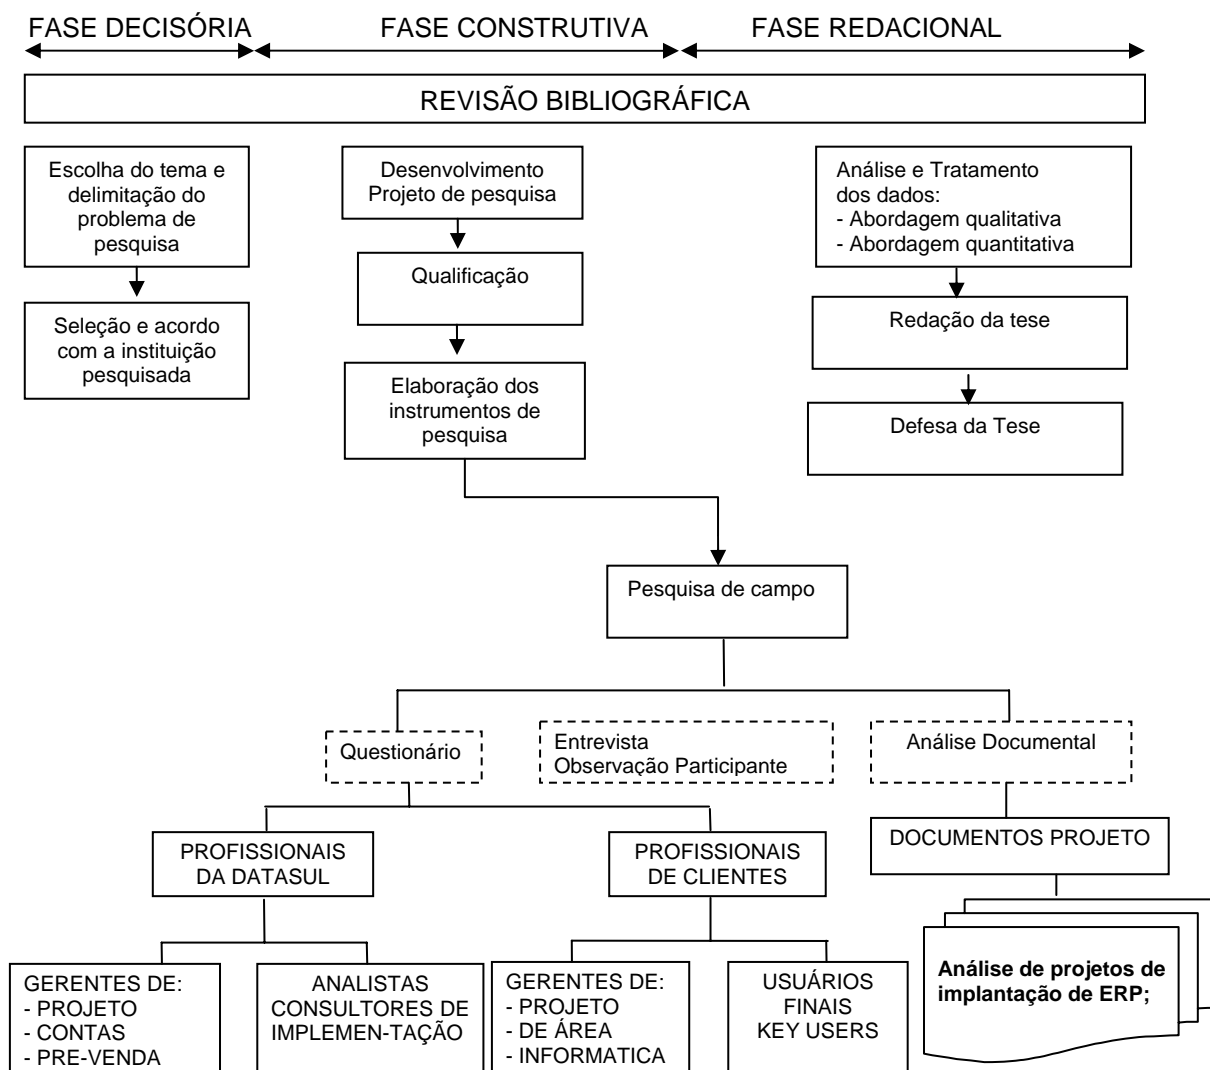 FASE DECISÓRIA
FASE CONSTRUTIVA
FASE REDACIONAL
REVISÃO BIBLIOGRÁFICA
Escolha do tema e
delimitação do
problema de
pesquisa
Seleção e acordo
com a instituição
pesquisada
Desenvolvimento
Projeto de pesquisa
Qualificação
Elaboração dos
instrumentos de
pesquisa
Análise e Tratamento
dos dados:
- Abordagem qualitativa
- Abordagem quantitativa
Redação da tese
Defesa da Tese
Pesquisa de campo
Questionário
Entrevista
Observação Participante
Análise Documental
PROFISSIONAIS
DA DATASUL
PROFISSIONAIS
DE CLIENTES
DOCUMENTOS PROJETO
GERENTES DE:
- PROJETO
- CONTAS
- PRE-VENDA
ANALISTAS
CONSULTORES DE
IMPLEMEN-TAÇÃO
GERENTES DE:
- PROJETO
- DE ÁREA
- INFORMATICA
USUÁRIOS
FINAIS
KEY USERS
Análise de projetos de
implantação de ERP;